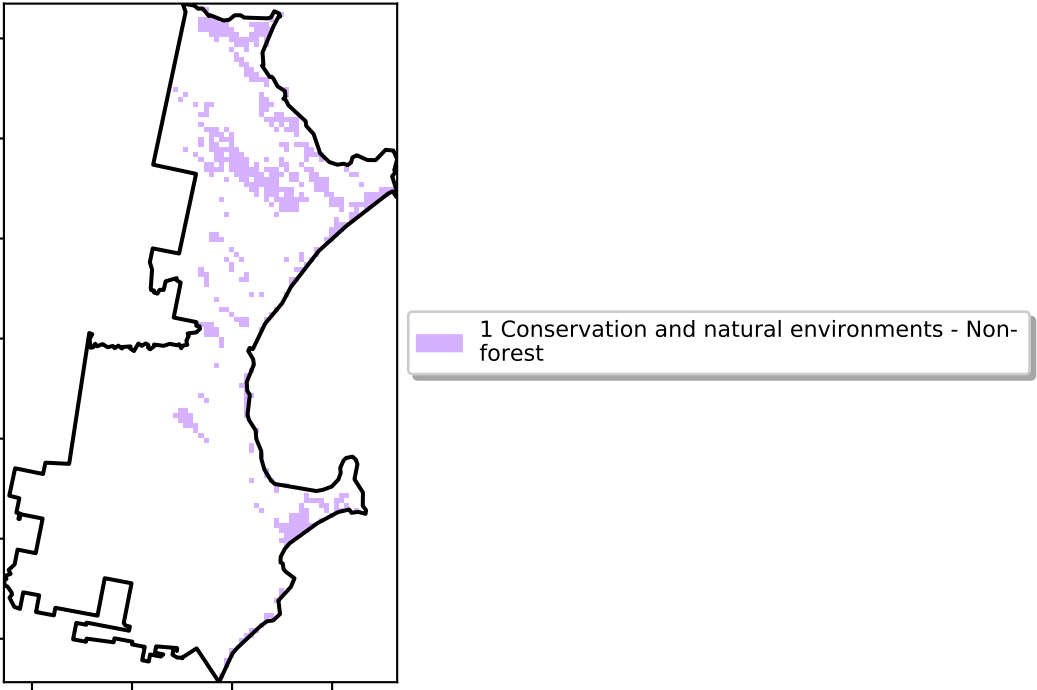 1 Conservation and natural environments - Non-
forest